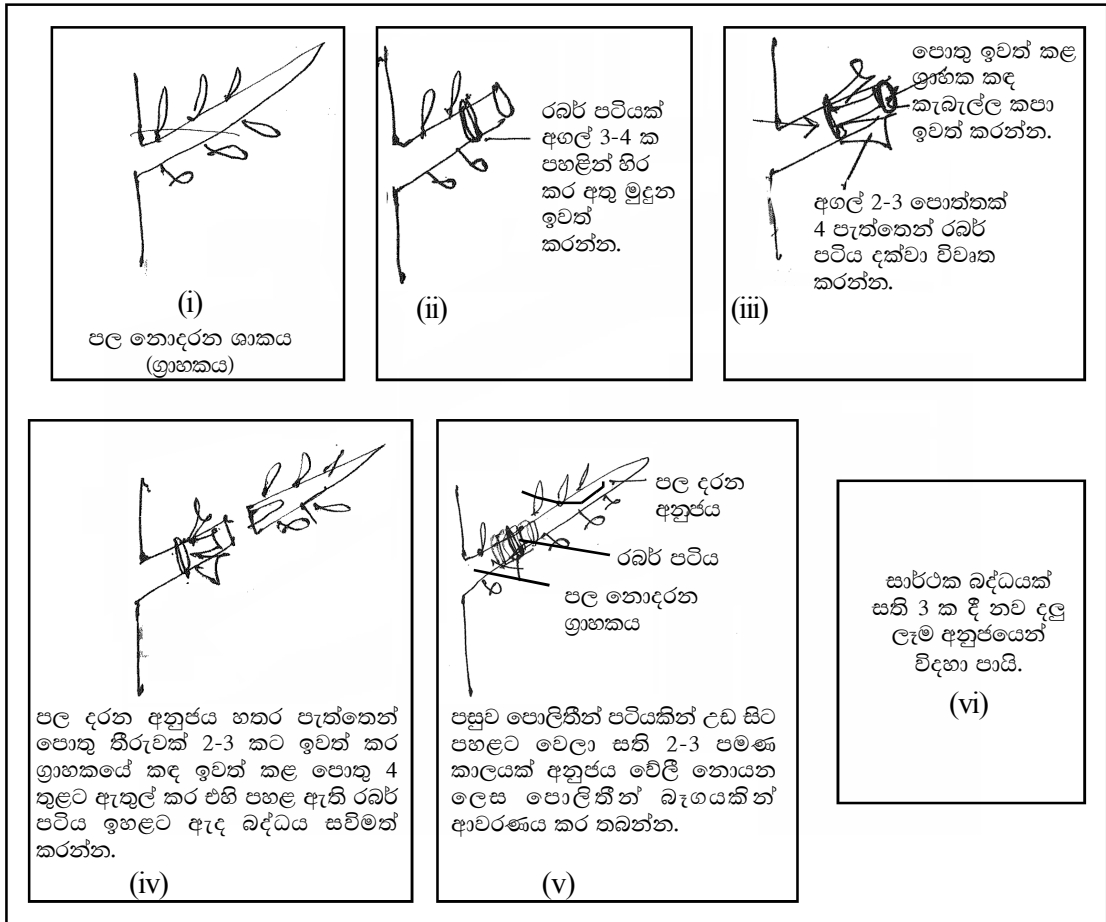 (i)
පල නොදරන ශාකය
(ග්‍රාහකය)
රබර් පටියක්
අගල් 3-4 ක
පහළින් හිර
කර අතු මුදුන
ඉවත්
කරන්න.
(ii)
පොතු ඉවත් කළ
ග්‍රාහක කඳ
කැබැල්ල කපා
ඉවත් කරන්න.
අගල් 2-3 පොත්තක්
4 පැත්තෙන් රබර්
පටිය දක්වා විවෘත
කරන්න.
(iii)
පල දරන අනුජය හතර පැත්තෙන්
පොතු තීරුවක් 2-3 කට ඉවත් කර
ග්‍රාහකයේ කඳ ඉවත් කළ පොතු 4
තුළට ඇතුල් කර එහි පහළ ඇති රබර්
පටිය ඉහළට ඇද බද්ධය සවිමත්
කරන්න.
(iv)
පල දරන
අනුජය
රබර් පටිය
පල නොදරන
ග්‍රාහකය
පසුව පොලිතීන් පටියකින් උඩ සිට
පහළට වෙලා සති 2-3 පමණ
කාලයක් අනුජය වේලී නොයන
ලෙස පොලිතීන් බෑගයකින්
ආවරණය කර තබන්න.
(v)
සාර්ථක බද්ධයක්
සති 3 ක දී නව දලු
ලෑම අනුජයෙන්
විදහා පායි.
(vi)